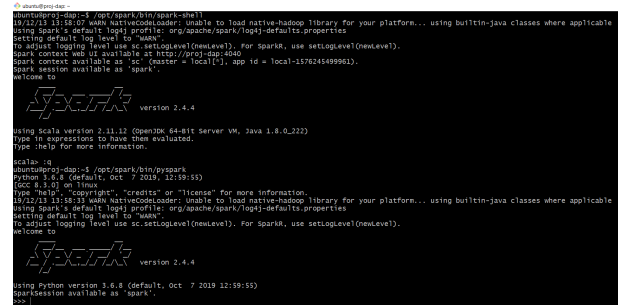 ubuntu@proj-dap: ~
ubuntu@proj-dap:~$ /opt/spark/bin/spark-shell
19/12/13 13:58:07 WARN NativeCodeLoader: Unable to load native-hadoop library for your platform... using builtin-java classes where applicable
Using Spark's default log4j profile: org/apache/spark/log4j-defaults.properties
Setting default log level to "WARN".
To adjust logging level use sc.setLogLevel(newLevel). For SparkR, use setLogLevel(newLevel).
Spark context Web UI available at http://proj-dap:4040
Spark context available as 'sc' (master = local[*], app id = local-1576245499961).
Spark session available as 'spark'.
Welcome to
Spark version 2.4.4
Using Scala version 2.11.12 (OpenJDK 64-Bit Server VM, Java 1.8.0_222)
Type in expressions to have them evaluated.
Type :help for more information.
scala> :q
ubuntu@proj-dap:~$ /opt/spark/bin/pyspark
Python 3.6.8 (default, Oct  7 2019, 12:59:55)
[GCC 8.3.0] on linux
Type "help", "copyright", "credits" or "license" for more information.
19/12/13 13:58:33 WARN NativeCodeLoader: Unable to load native-hadoop library for your platform... using builtin-java classes where applicable
Using Spark's default log4j profile: org/apache/spark/log4j-defaults.properties
Setting default log level to "WARN".
To adjust logging level use sc.setLogLevel(newLevel). For SparkR, use setLogLevel(newLevel).
Welcome to
Spark version 2.4.4
Using Python version 3.6.8 (default, Oct  7 2019 12:59:55)
SparkSession available as 'spark'.
>>>